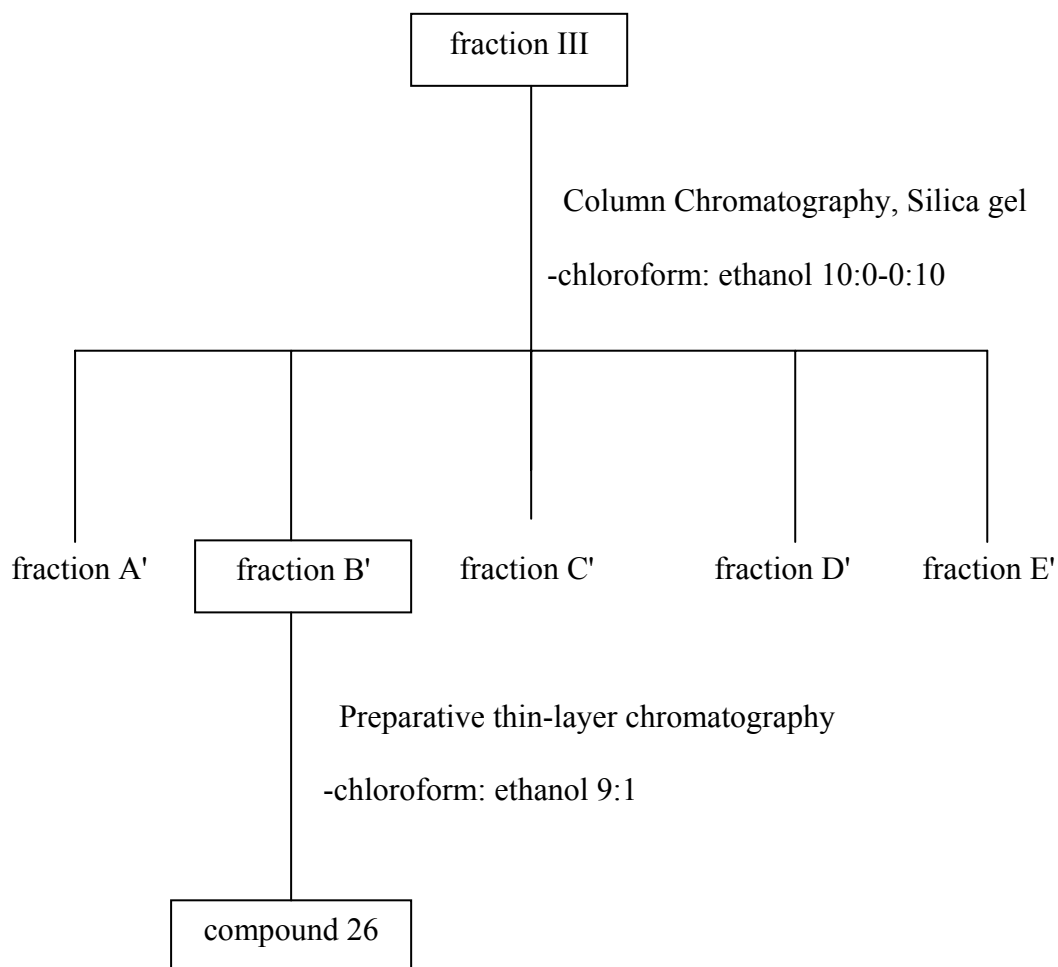 fraction III
Column Chromatography, Silica gel
-chloroform: ethanol 10:0-0:10
fraction A'
fraction B'
fraction C'
fraction D'
fraction E'
Preparative thin-layer chromatography
-chloroform: ethanol 9:1
compound 26